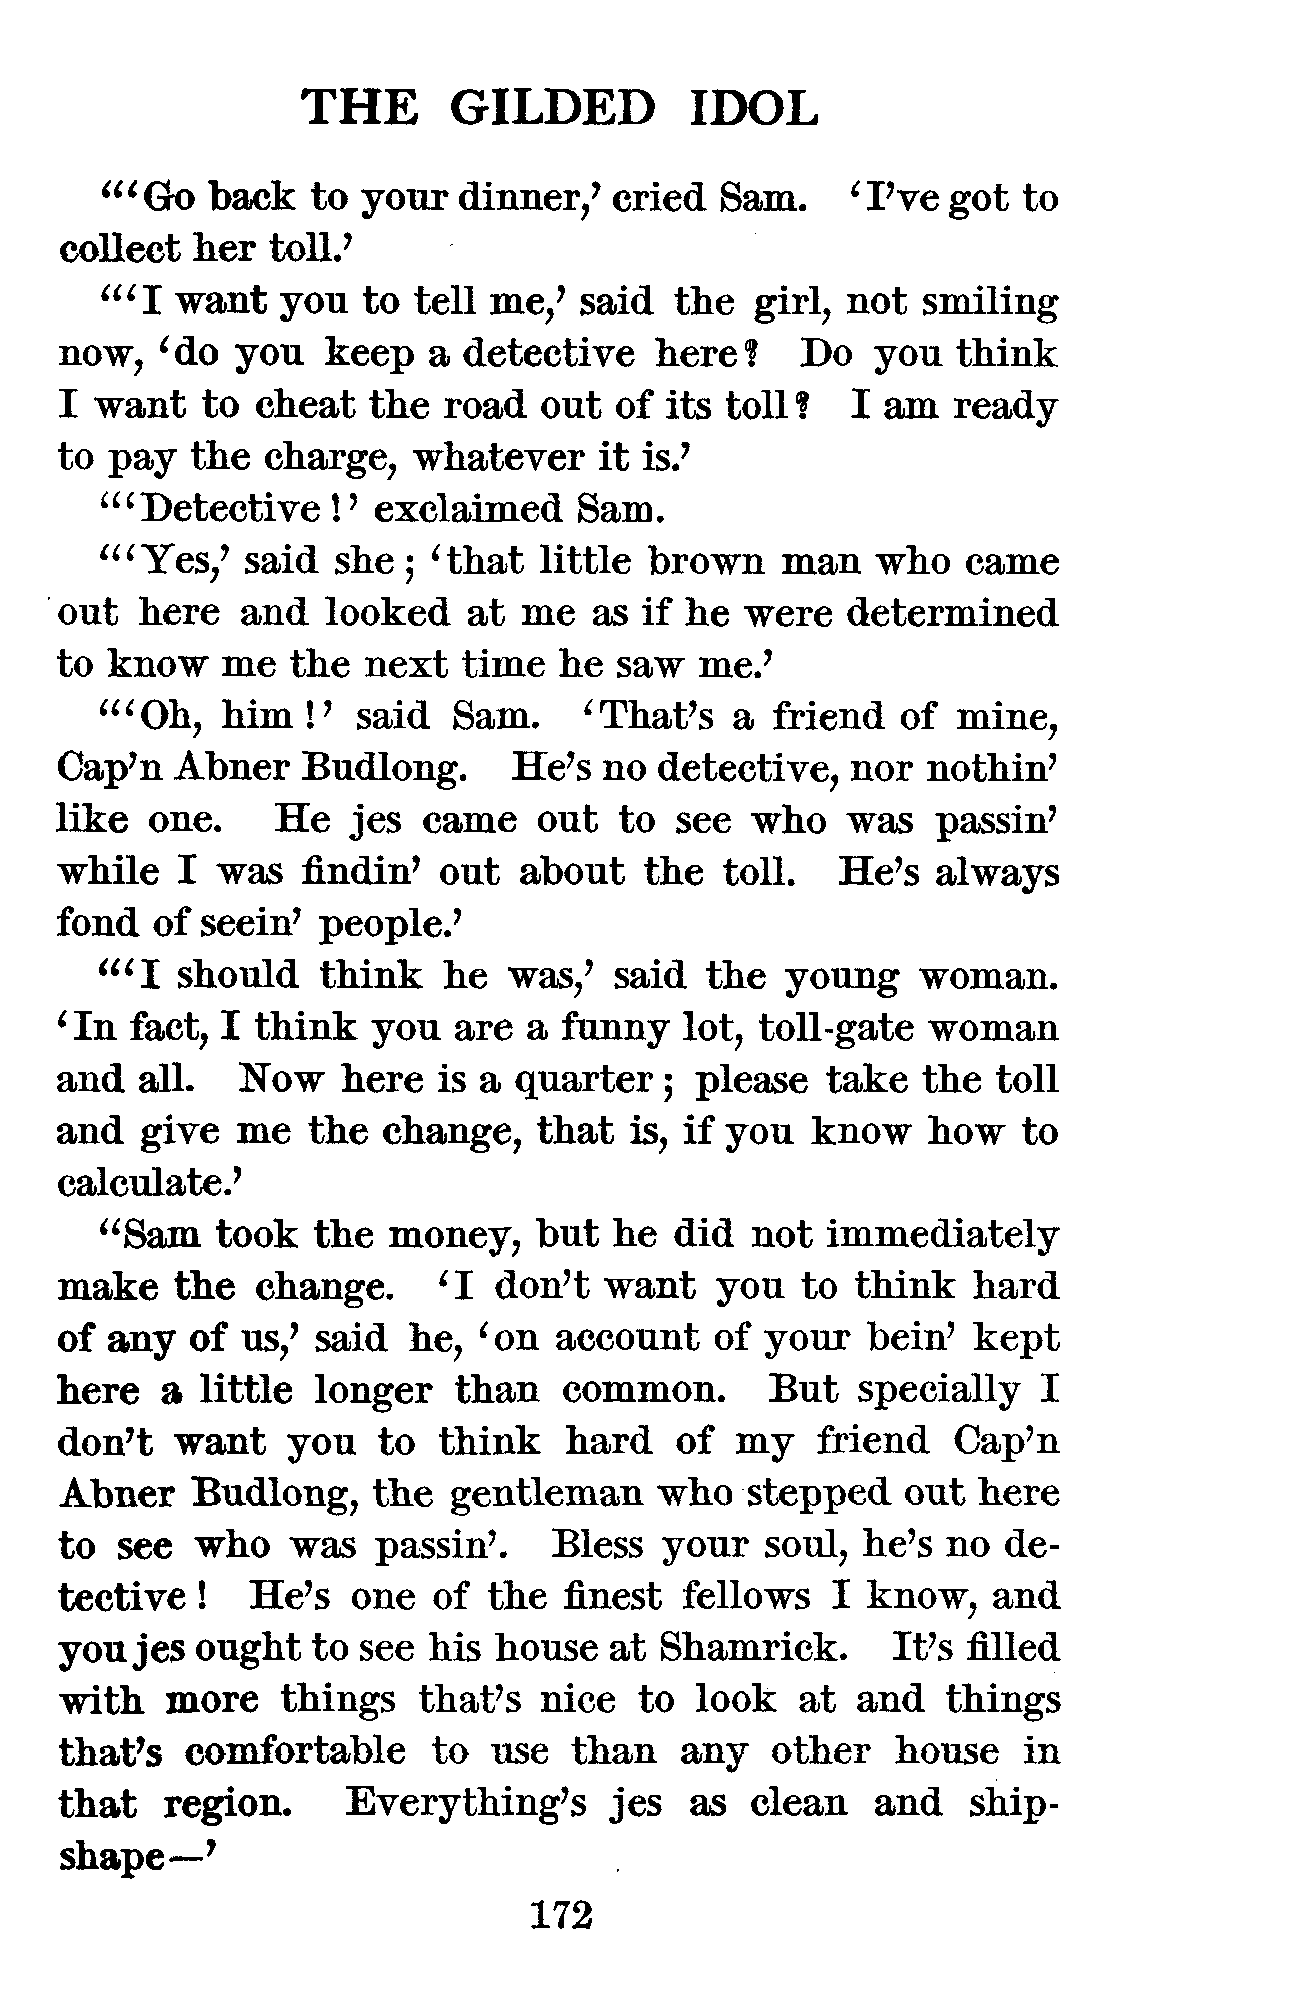 THE GILDED IDOL
“‘Go back to your dinner,’ cried Sam. ‘I’ve got to
collect her toll.’
“‘I want you to tell me,’ said the girl, not smiling
now, ‘do you keep a detective here? Do you think
I want to cheat the road out of its toll? I am ready
to pay the charge, whatever it is.’
“‘Detective!’ exclaimed Sam.
“‘Yes,’ said she; ‘that little brown man who came
out here and looked at me as if he were determined
to know me the next time he saw me.’
“‘Oh, him!’ said Sam. ‘That’s a friend of mine,
Cap’n Abner Budlong. He’s no detective, nor nothin’
like one. He jes came out to see who was passin’
while I was findin’ out about the toll. He’s always
fond of seein’ people.’
“‘I should think he was,’ said the young woman.
‘In fact, I think you are a funny lot, toll-gate woman
and all. Now here is a quarter; please take the toll
and give me the change, that is, if you know how to
calculate.’
“Sam took the money, but he did not immediately
make the change. ‘I don’t want you to think hard
of any of us,’ said he, ‘on account of your bein’ kept
here a little longer than common. But specially I
don’t want you to think hard of my friend Cap’n
Abner Budlong, the gentleman who stepped out here
to see who was passin’. Bless your soul, he’s no de-
tective! He’s one of the finest fellows I know, and
you jes ought to see his house at Shamrick. It’s filled
with more things that’s nice to look at and things
that’s comfortable to use than any other house in
that region. Everything’s jes as clean and ship-
shape—’
172